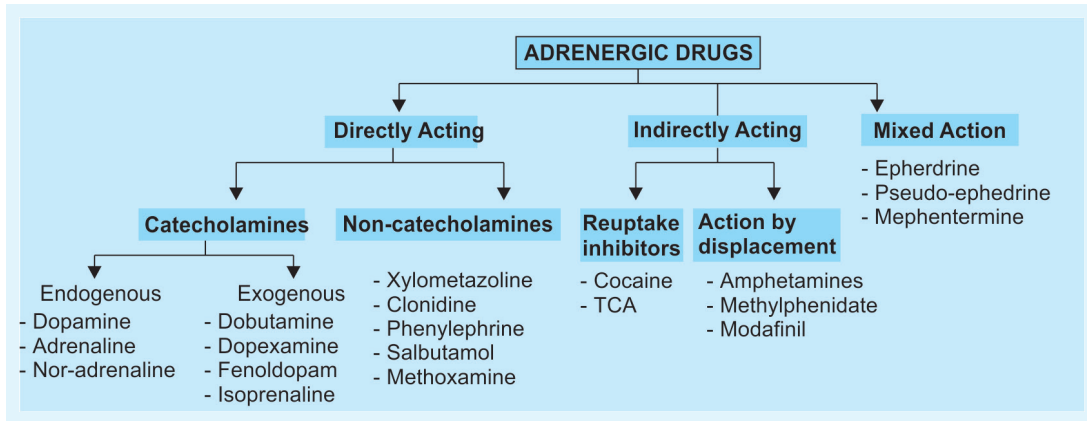 ADRENERGIC DRUGS
Directly Acting
Indirectly Acting
Mixed Action
- Epherdrine
- Pseudo-ephedrine
- Mephentermine
Catecholamines
Non-catecholamines
Reuptake
inhibitors
Action by
displacement
Endogenous
- Dopamine
- Adrenaline
- Nor-adrenaline
Exogenous
- Dobutamine
- Dopexamine
- Fenoldopam
- Isoprenaline
- Xylometazoline
- Clonidine
- Phenylephrine
- Salbutamol
- Methoxamine
- Cocaine
- TCA
- Amphetamines
- Methylphenidate
- Modafinil